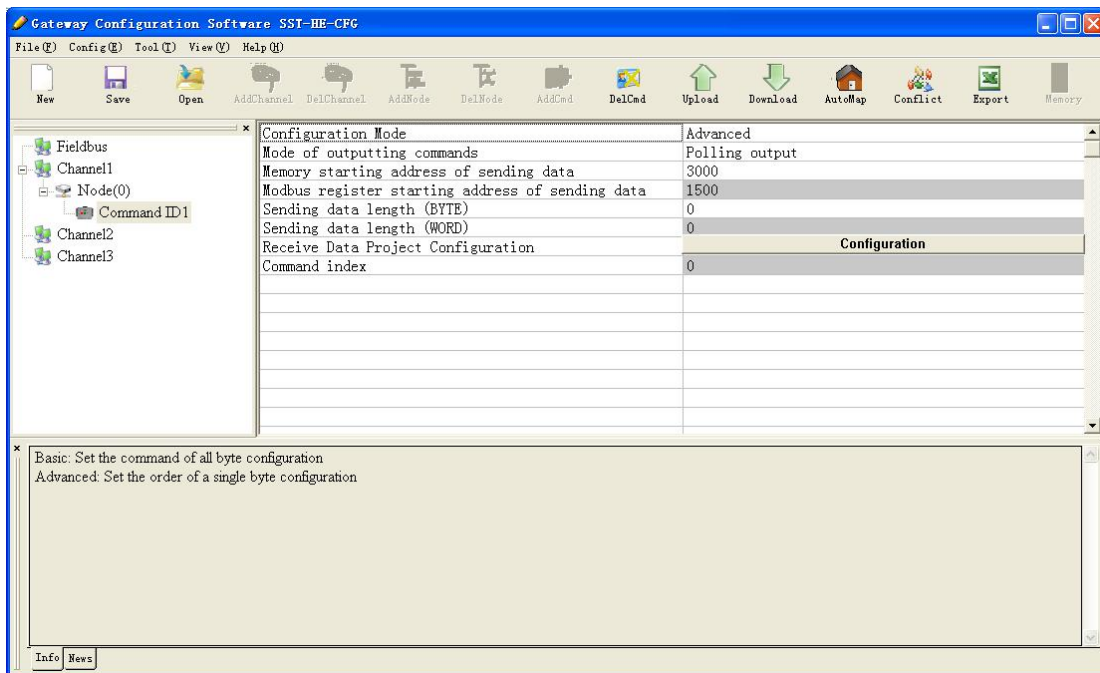 Gateway Configuration Software SST-HE-CFG
File(F) Config(E) Tool(T) View(V) Help(H)
New Save Open AddChannel DelChannel AddNode DelNode AddCmd DelCmd Upload Download AutoMap Conflict Export Memory
Fieldbus
Channel1
Node(0)
Command ID1
Channel2
Channel3
Configuration Mode Advanced
Mode of outputting commands Polling output
Memory starting address of sending data 3000
Modbus register starting address of sending data 1500
Sending data length (BYTE) 0
Sending data length (WORD) 0
Receive Data Project Configuration Configuration
Command index 0
Basic: Set the command of all byte configuration
Advanced: Set the order of a single byte configuration
Info News